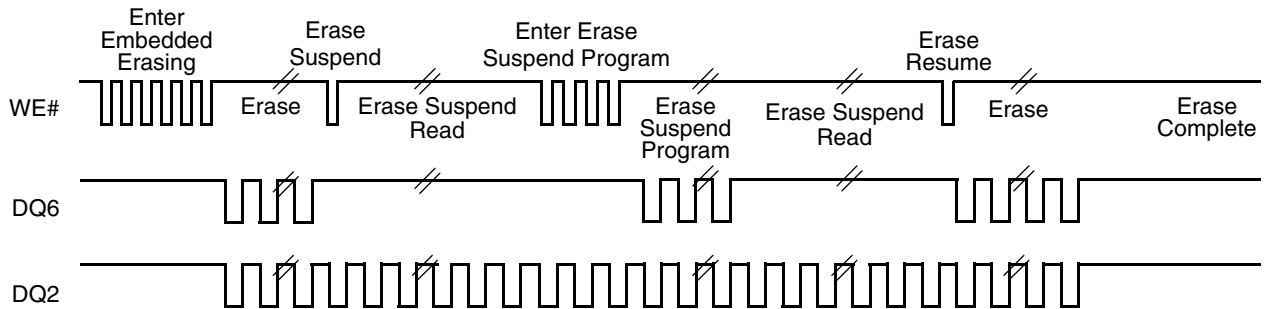 Enter
Embedded
Erasing
Erase
Suspend
Enter Erase
Suspend Program
Erase
Resume
WE#
Erase
Erase Suspend
Read
Erase
Suspend
Program
Erase Suspend
Read
Erase
Erase
Complete
DQ6
DQ2